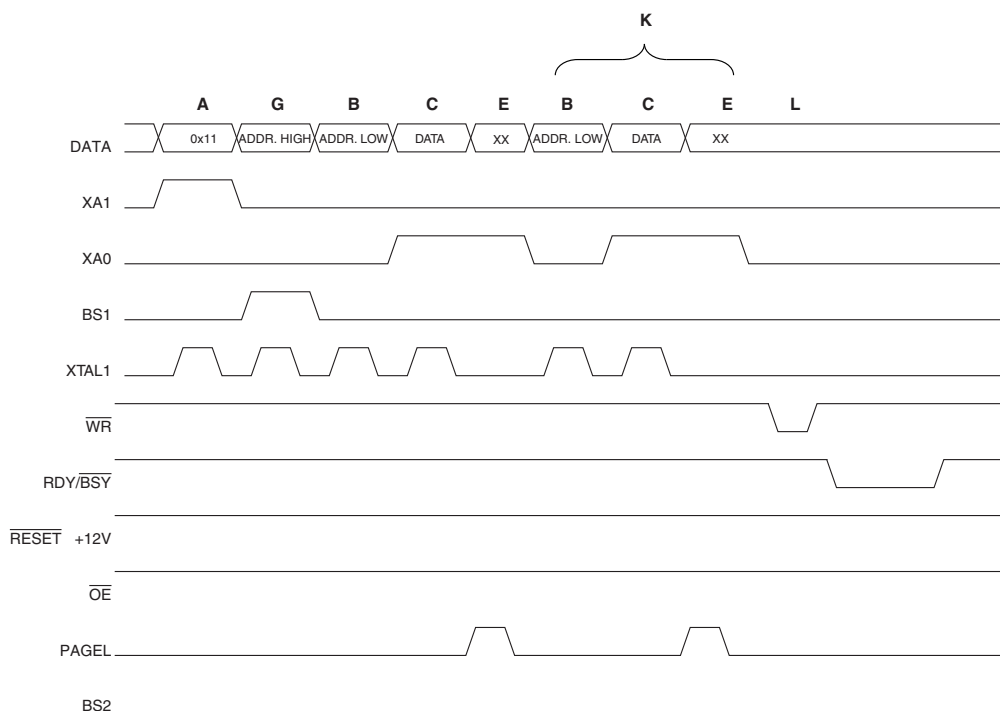 K
A G B C E B C E L
DATA 0x11 ADDR. HIGH ADDR. LOW DATA XX ADDR. LOW DATA XX
XA1
XA0
BS1
XTAL1
WR
RDY/BSY
RESET +12V
OE
PAGEL
BS2